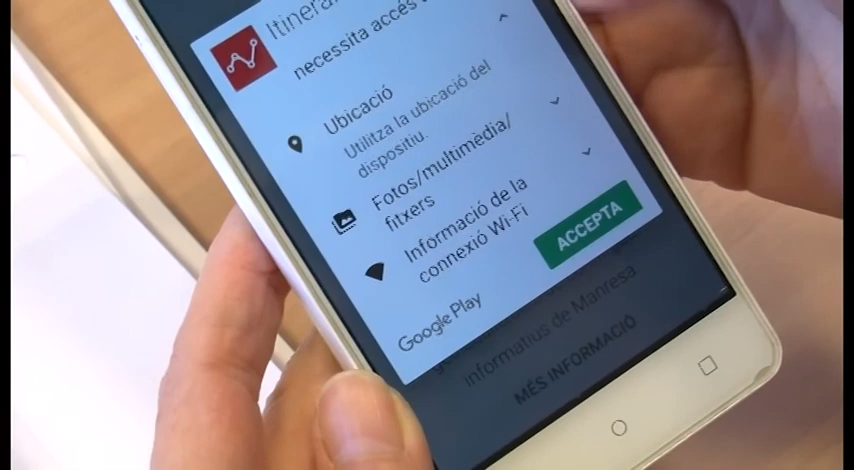 necessita accés
Ubicació
Utilitza la ubicació del
dispositiu.
Fotos/multimèdia/
fitxers
Informació de la
connexió Wi-Fi
ACCEPTA
Google Play
informatius de Manresa
MÉS INFORMACIÓ